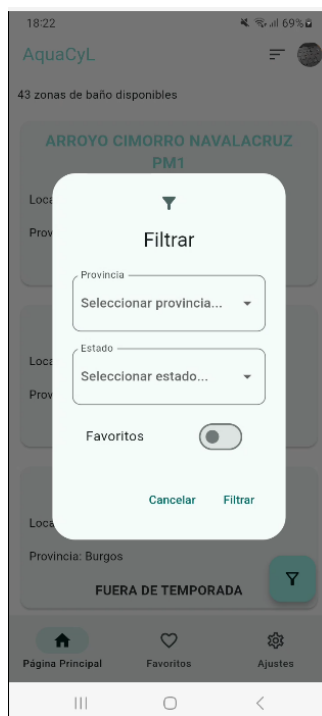 18:22
69%
AquaCyL
43 zonas de baño disponibles
ARROYO CIMORRO NAVALACRUZ
PM1
Loca
Prov
Filtrar
Provincia
Seleccionar provincia...
Estado
Seleccionar estado...
Loca
Prov
Favoritos
Cancelar Filtrar
Loca
Provincia: Burgos
FUERA DE TEMPORADA
Página Principal Favoritos Ajustes